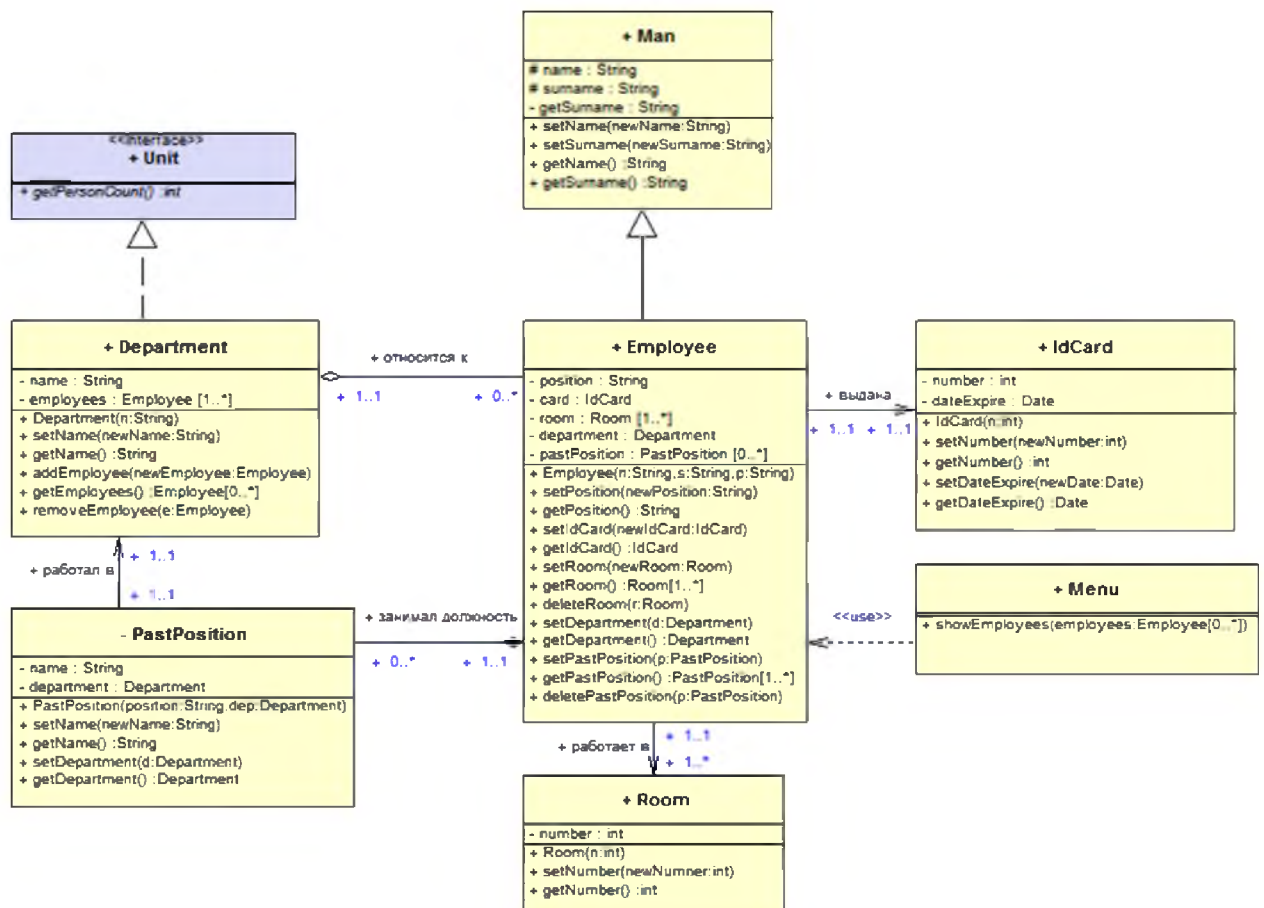 + Man
# name : String
# surname : String
- getSurname : String
+ setName(newName:String)
+ setSurname(newSurname:String)
+ getName() :String
+ getSurname() :String
<<interface>>
+ Unit
+ getPersonCount() :int
+ Department
- name : String
- employees : Employee [1..*]
+ Department(n:String)
+ setName(newName:String)
+ getName() :String
+ addEmployee(newEmployee:Employee)
+ getEmployees() :Employee[0..*]
+ removeEmployee(e:Employee)
+ относится к
+ 1..1
+ 0..*
+ Employee
- position : String
- card : IdCard
- room : Room [1..*]
- department : Department
- pastPosition : PastPosition [0..*]
+ Employee(n:String,s:String,p:String)
+ setPosition(newPosition:String)
+ getPosition() :String
+ setIdCard(newIdCard:IdCard)
+ getIdCard() :IdCard
+ setRoom(newRoom:Room)
+ getRoom() :Room[1..*]
+ deleteRoom(r:Room)
+ setDepartment(d:Department)
+ getDepartment() :Department
+ setPastPosition(p:PastPosition)
+ getPastPosition() :PastPosition[1..*]
+ deletePastPosition(p:PastPosition)
+ выдана
+ 1..1 + 1..1
+ IdCard
- number : int
- dateExpire : Date
+ IdCard(n:int)
+ setNumber(newNumber:int)
+ getNumber() :int
+ setDateExpire(newDate:Date)
+ getDateExpire() :Date
+ работал в
+ 1..1
+ 1..1
- PastPosition
- name : String
- department : Department
+ PastPosition(position:String,dep:Department)
+ setName(newName:String)
+ getName() :String
+ setDepartment(d:Department)
+ getDepartment() :Department
+ занимал должность
+ 0..*
+ 1..1
<<use>>
+ Menu
+ showEmployees(employees:Employee[0..*])
+ работает в
+ 1..1
+ 1..*
+ Room
- number : int
+ Room(n:int)
+ setNumber(newNumner:int)
+ getNumber() :int